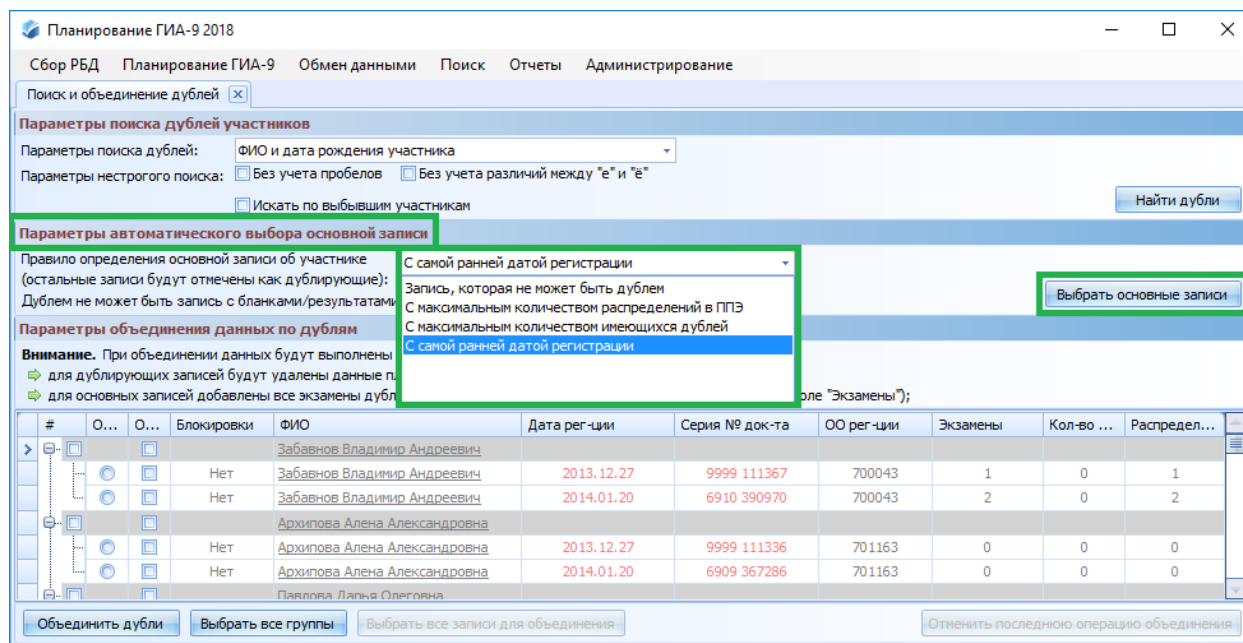 Планирование ГИА-9 2018
Сбор РБД Планирование ГИА-9 Обмен данными Поиск Отчеты Администрирование
Поиск и объединение дублей
Параметры поиска дублей участников
Параметры поиска дублей: ФИО и дата рождения участника
Параметры нестрогого поиска: Без учета пробелов Без учета различий между "е" и "ё"
Искать по выбывшим участникам Найти дубли
Параметры автоматического выбора основной записи
Правило определения основной записи об участнике С самой ранней датой регистрации
(остальные записи будут отмечены как дублирующие):
Запись, которая не может быть дублем
Дублем не может быть запись с бланками/результатами Выбрать основные записи
С максимальным количеством распределений в ППЭ
С максимальным количеством имеющихся дублей
Параметры объединения данных по дублям
С самой ранней датой регистрации
Внимание. При объединении данных будут выполнены
для дублирующих записей будут удалены данные
для основных записей добавлены все экзамены "Экзамены");
# О... О... Блокировки ФИО Дата рег-ции Серия № док-та ОО рег-ции Экзамены Кол-во ... Распредел...
Забавнов Владимир Андреевич
Нет Забавнов Владимир Андреевич 2013.12.27 9999 111367 700043 1 0 1
Нет Забавнов Владимир Андреевич 2014.01.20 6910 390970 700043 2 0 2
Архипова Алена Александровна
Нет Архипова Алена Александровна 2013.12.27 9999 111336 701163 0 0 0
Нет Архипова Алена Александровна 2014.01.20 6909 367286 701163 0 0 0
Павлова Дарья Олеговна
Объединить дубли Выбрать все группы Выбрать все записи для объединения Отменить последнюю операцию объединения